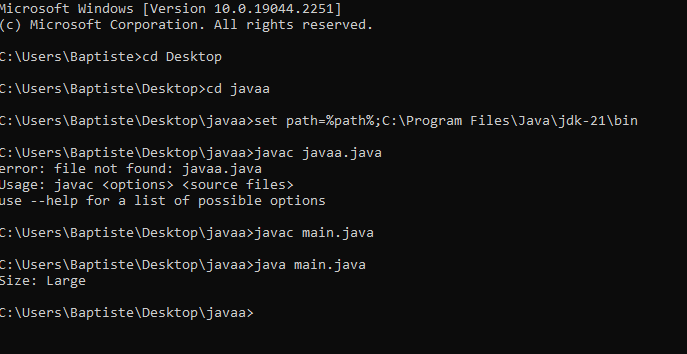 Microsoft Windows [Version 10.0.19044.2251]
(c) Microsoft Corporation. All rights reserved.
C:\Users\Baptiste>cd Desktop
C:\Users\Baptiste\Desktop>cd javaa
C:\Users\Baptiste\Desktop\javaa>set path=%path%;C:\Program Files\Java\jdk-21\bin
C:\Users\Baptiste\Desktop\javaa>javac javaa.java
error: file not found: javaa.java
Usage: javac <options> <source files>
use --help for a list of possible options
C:\Users\Baptiste\Desktop\javaa>javac main.java
C:\Users\Baptiste\Desktop\javaa>java main.java
Size: Large
C:\Users\Baptiste\Desktop\javaa>